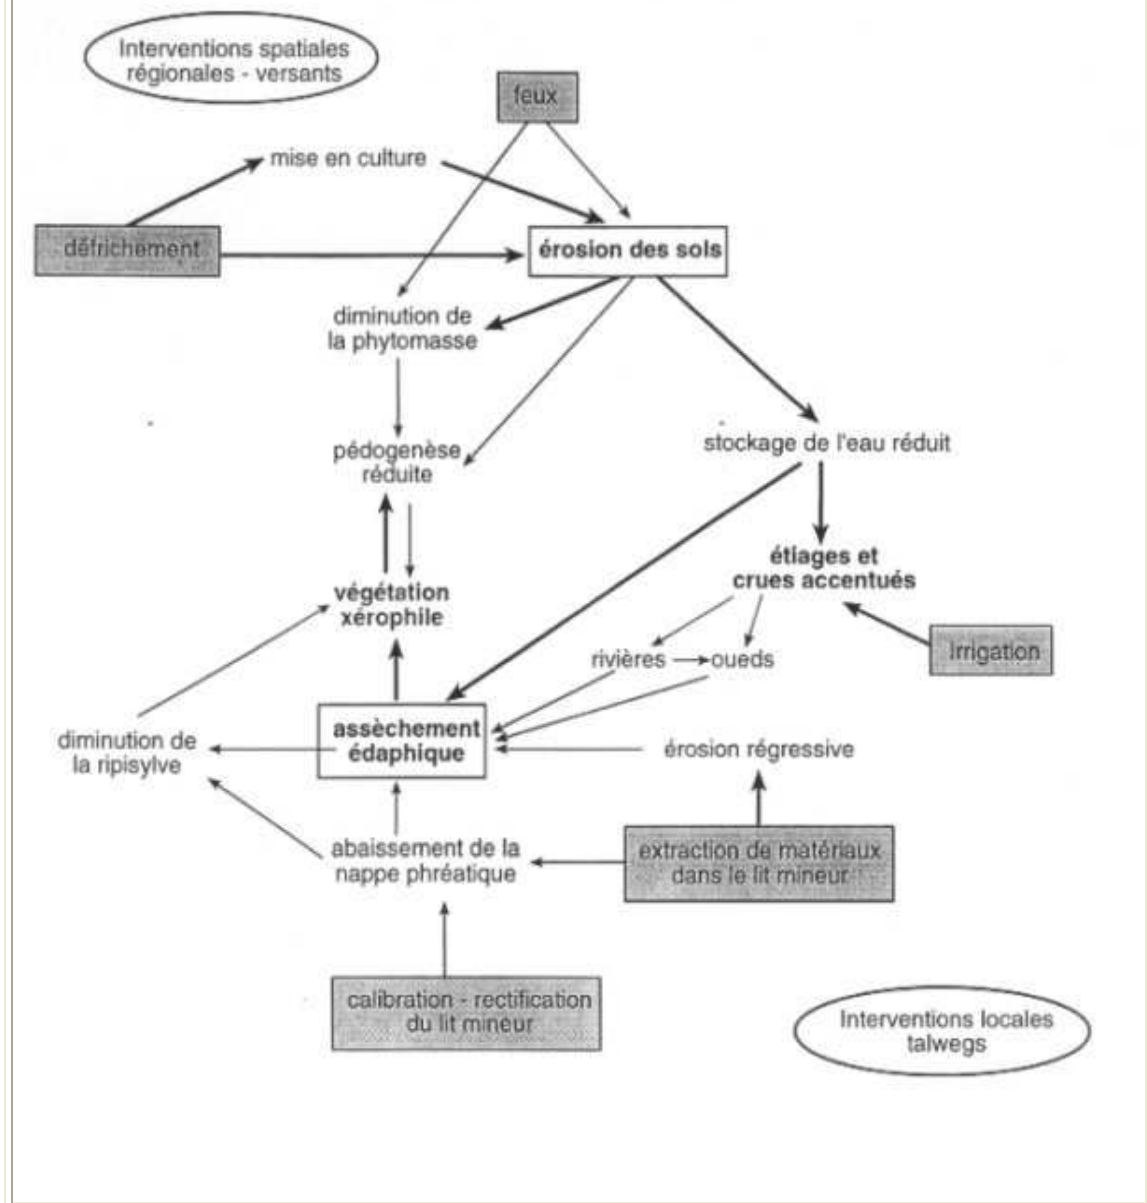 Interventions spatiales
régionales - versants
feux
mise en culture
défrichement
érosion des sols
diminution de
la phytomasse
stockage de l'eau réduit
pédogenèse
réduite
étiages et
crues accentués
végétation
xérophile
Irrigation
rivières
oueds
assèchement
édaphique
diminution de
la ripisylve
érosion régressive
abaissement de la
nappe phréatique
extraction de matériaux
dans le lit mineur
calibration - rectification
du lit mineur
Interventions locales
talwegs